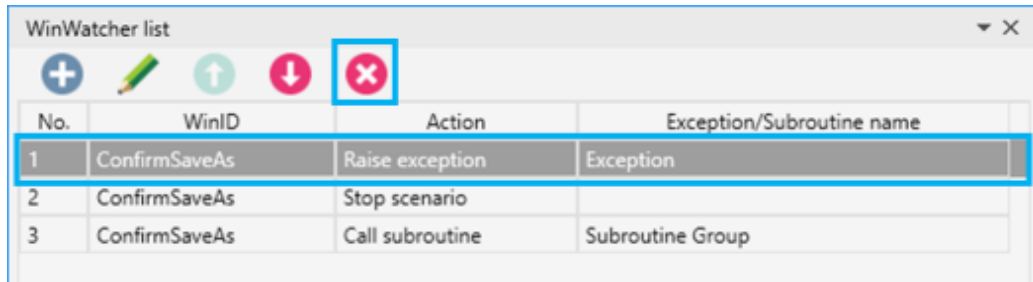 WinWatcher list
No. WinID Action Exception/Subroutine name
1 ConfirmSaveAs Raise exception Exception
2 ConfirmSaveAs Stop scenario
3 ConfirmSaveAs Call subroutine Subroutine Group